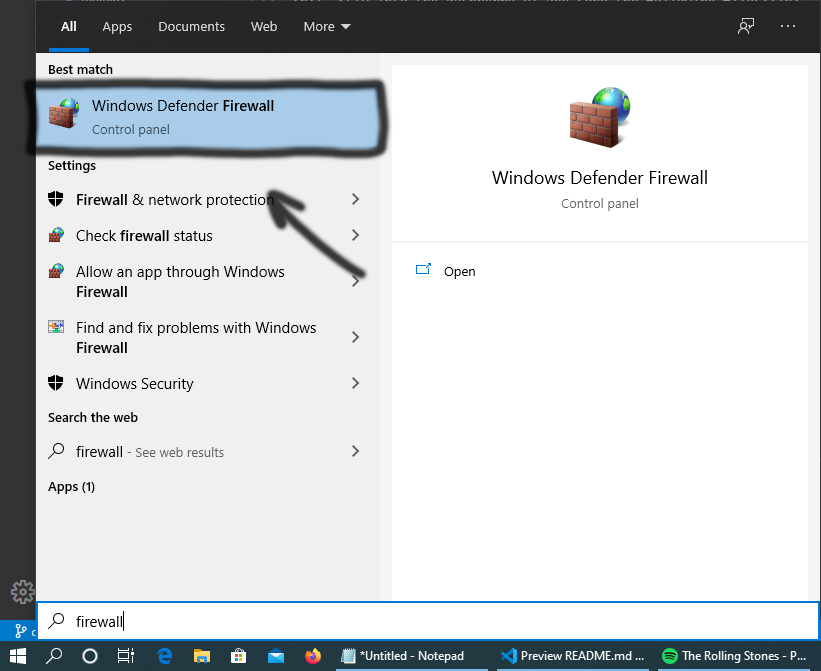 All Apps Documents Web More
Best match
Windows Defender Firewall
Control panel
Settings
Firewall & network protection
Check firewall status
Allow an app through Windows
Firewall
Find and fix problems with Windows
Firewall
Windows Security
Search the web
firewall - See web results
Apps (1)
Windows Defender Firewall
Control panel
Open
firewall
*Untitled - Notepad
Preview README.md ...
The Rolling Stones - P...